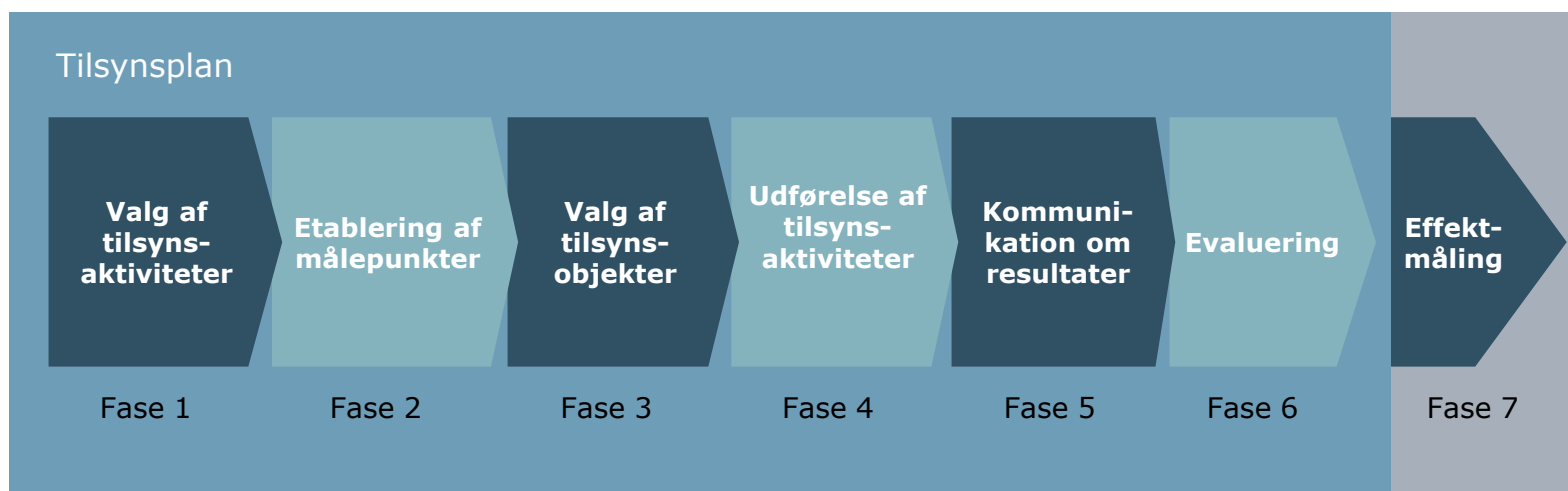 Tilsynsplan
Valg af
tilsyns-
aktiviteter
Etablering af
målepunkter
Valg af
tilsyns-
objekter
Udførelse af
tilsyns-
aktiviteter
Kommuni-
kation om
resultater
Evaluering
Effekt-
måling
Fase 1
Fase 2
Fase 3
Fase 4
Fase 5
Fase 6
Fase 7